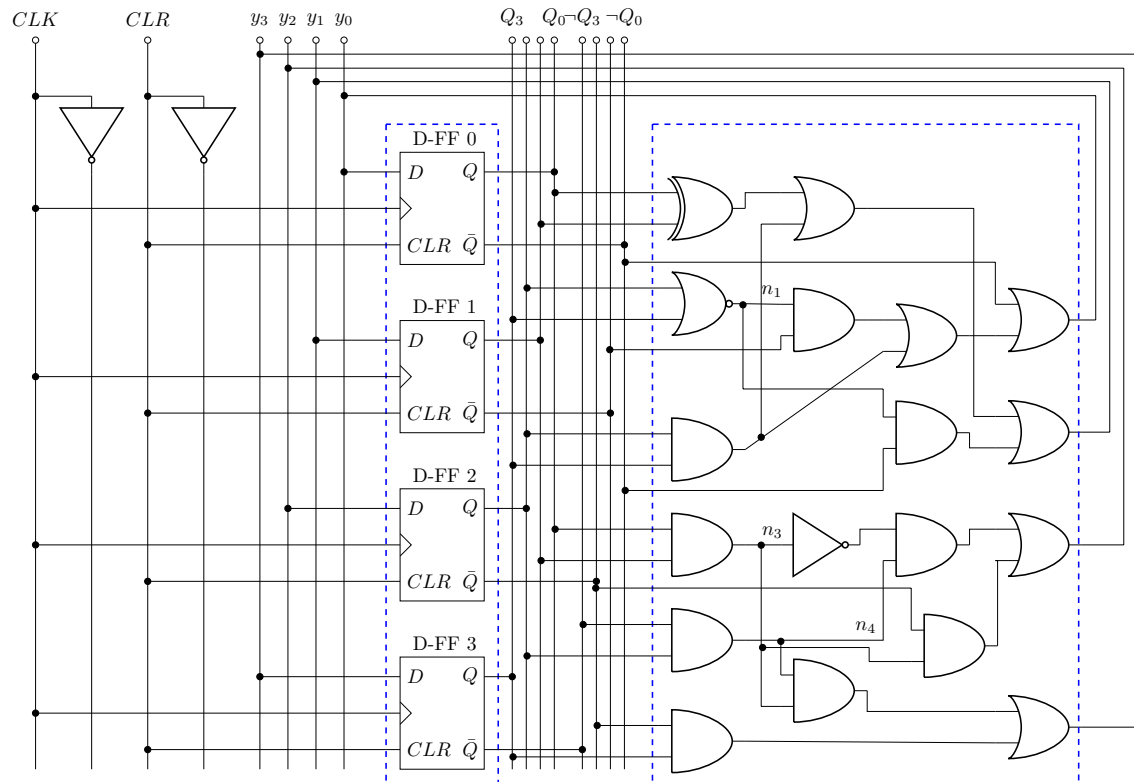 CLK CLR y₃ y₂ y₁ y₀ Q₃ Q₀ ¬Q₃ ¬Q₀
D-FF 0
D Q
CLR Q̄
n₁
D-FF 1
D Q
CLR Q̄
D-FF 2
D Q
n₃
CLR Q̄
n₄
D-FF 3
D Q
CLR Q̄